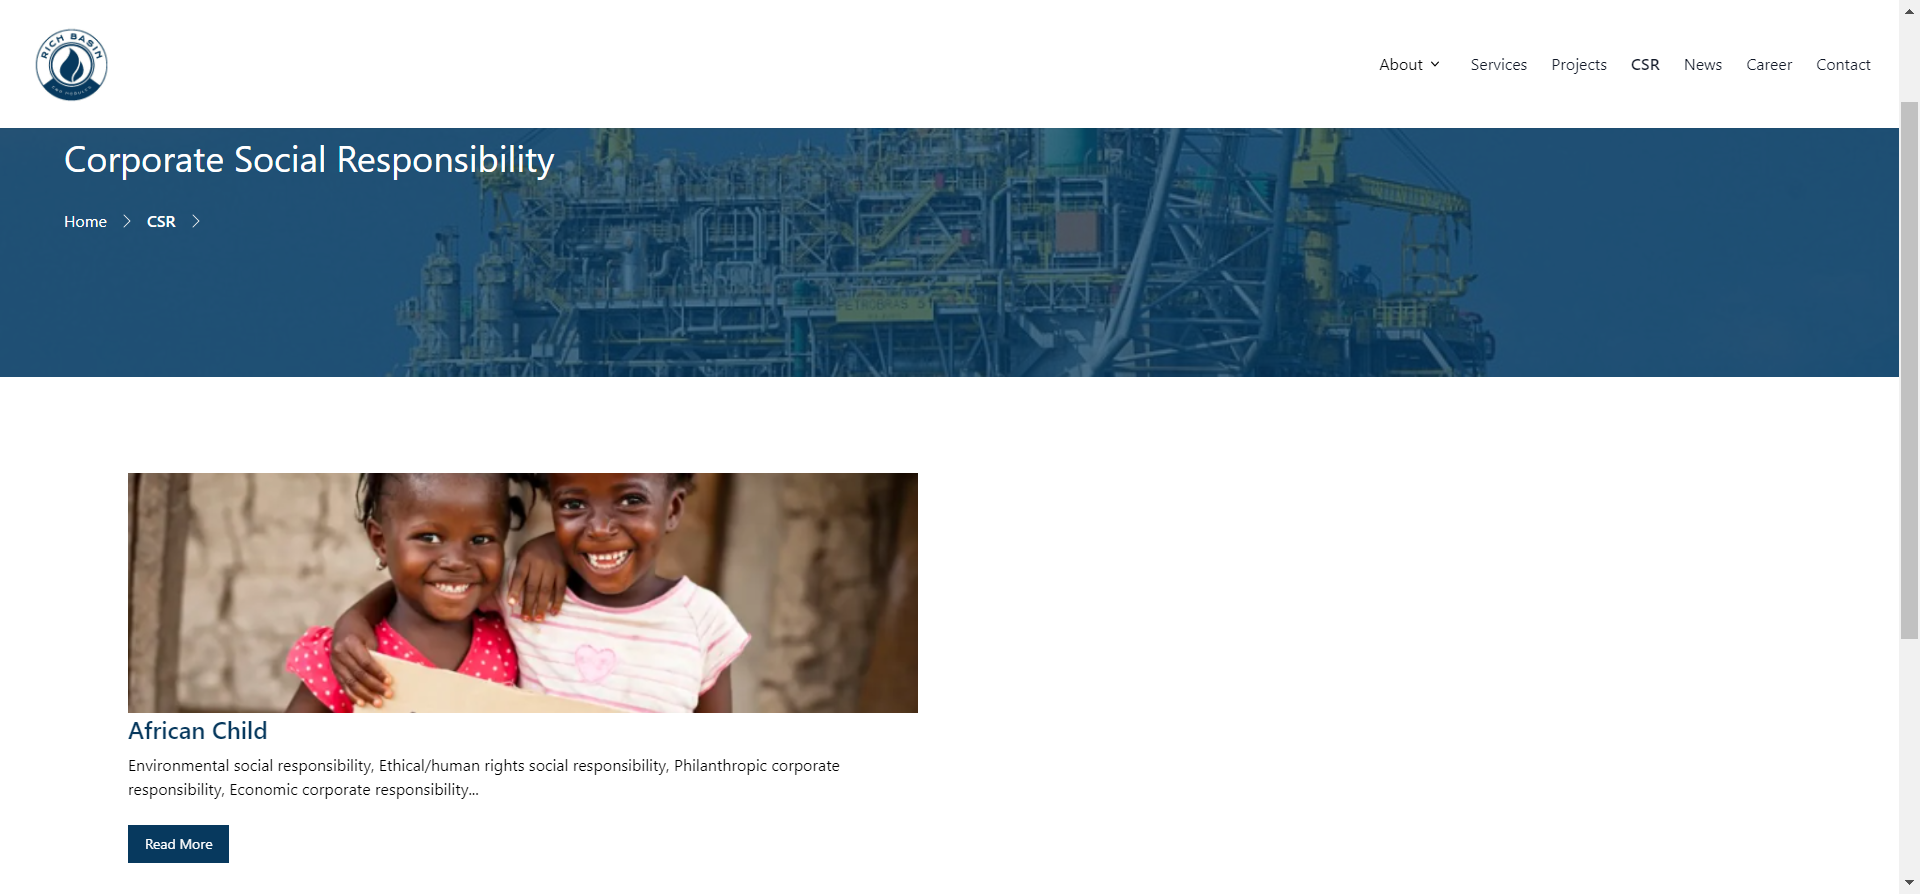 RICH BASIN
About
Services
Projects
CSR
News
Career
Contact
Corporate Social Responsibility
Home
CSR
PETROBRAS
African Child
Environmental social responsibility, Ethical/human rights social responsibility, Philanthropic corporate
responsibility, Economic corporate responsibility...
Read More